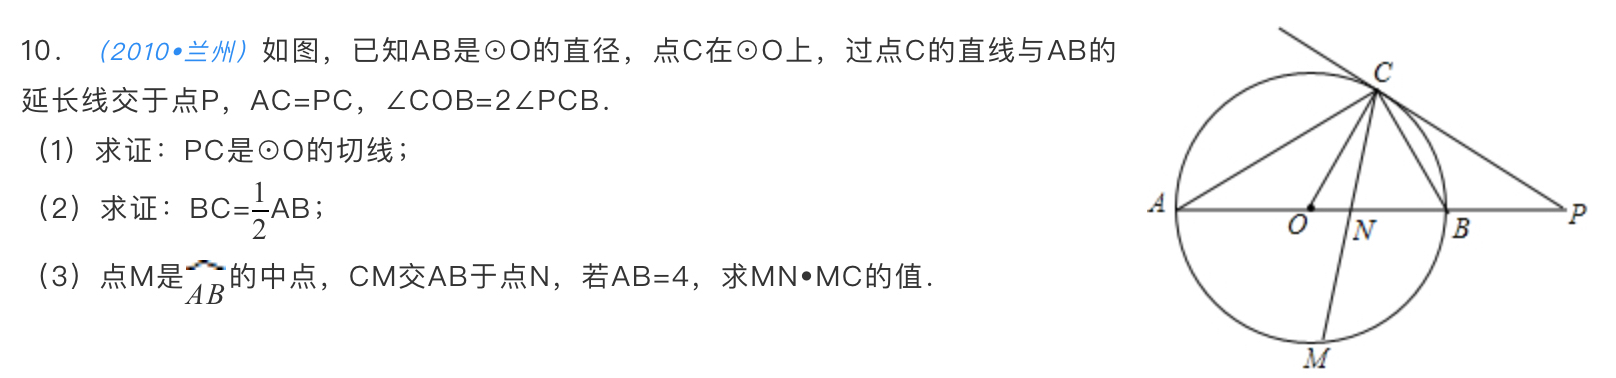 10. （2010•兰州）如图，已知AB是⊙O的直径，点C在⊙O上，过点C的直线与AB的
延长线交于点P，AC=PC，∠COB=2∠PCB.
（1）求证：PC是⊙O的切线；
（2）求证：BC=1/2AB；
（3）点M是⌒AB的中点，CM交AB于点N，若AB=4，求MN•MC的值.
C
A
O
N
B
P
M